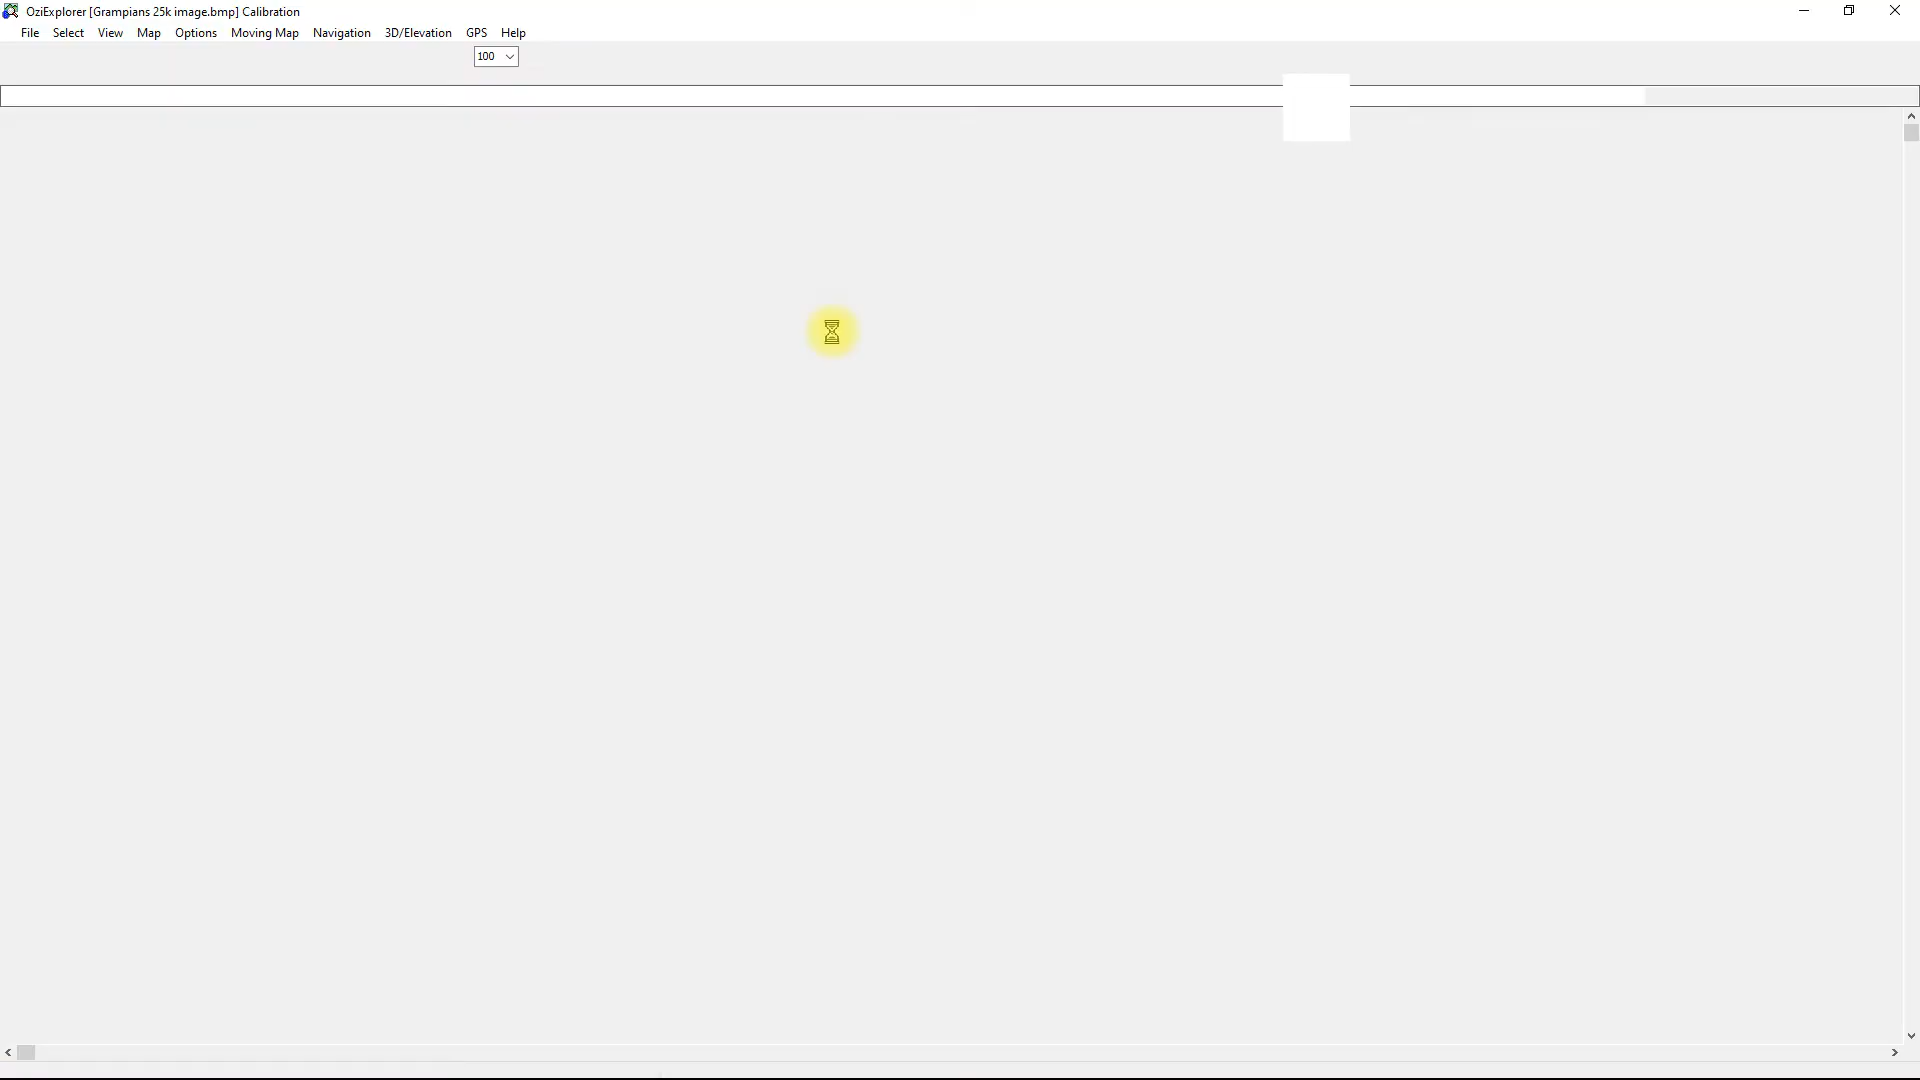 OziExplorer [Grampians 25k image.bmp] Calibration
File Select View Map Options Moving Map Navigation 3D/Elevation GPS Help
100